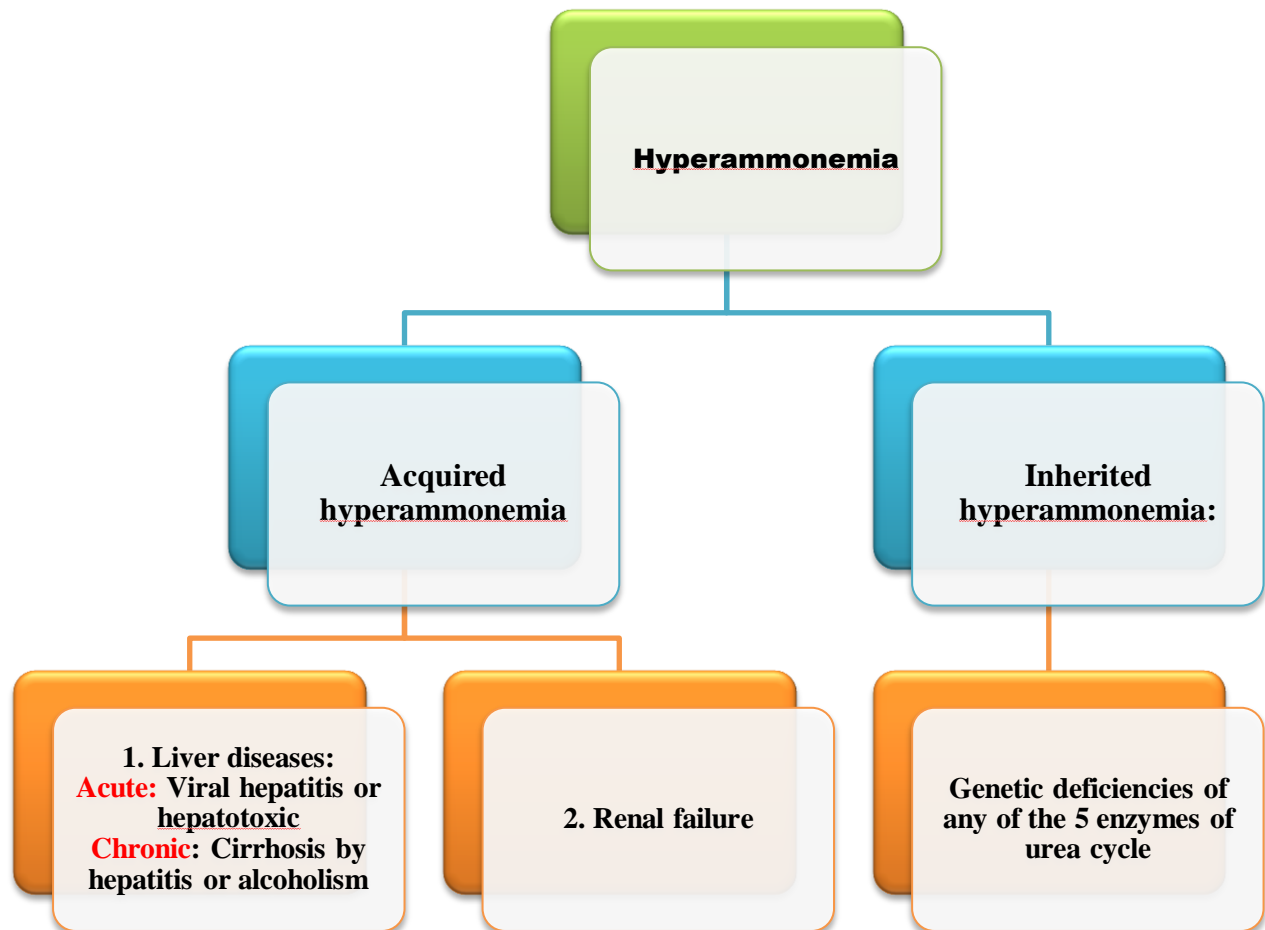 Hyperammonemia
Acquired
hyperammonemia
Inherited
hyperammonemia:
1. Liver diseases:
Acute: Viral hepatitis or
hepatotoxic
Chronic: Cirrhosis by
hepatitis or alcoholism
2. Renal failure
Genetic deficiencies of
any of the 5 enzymes of
urea cycle